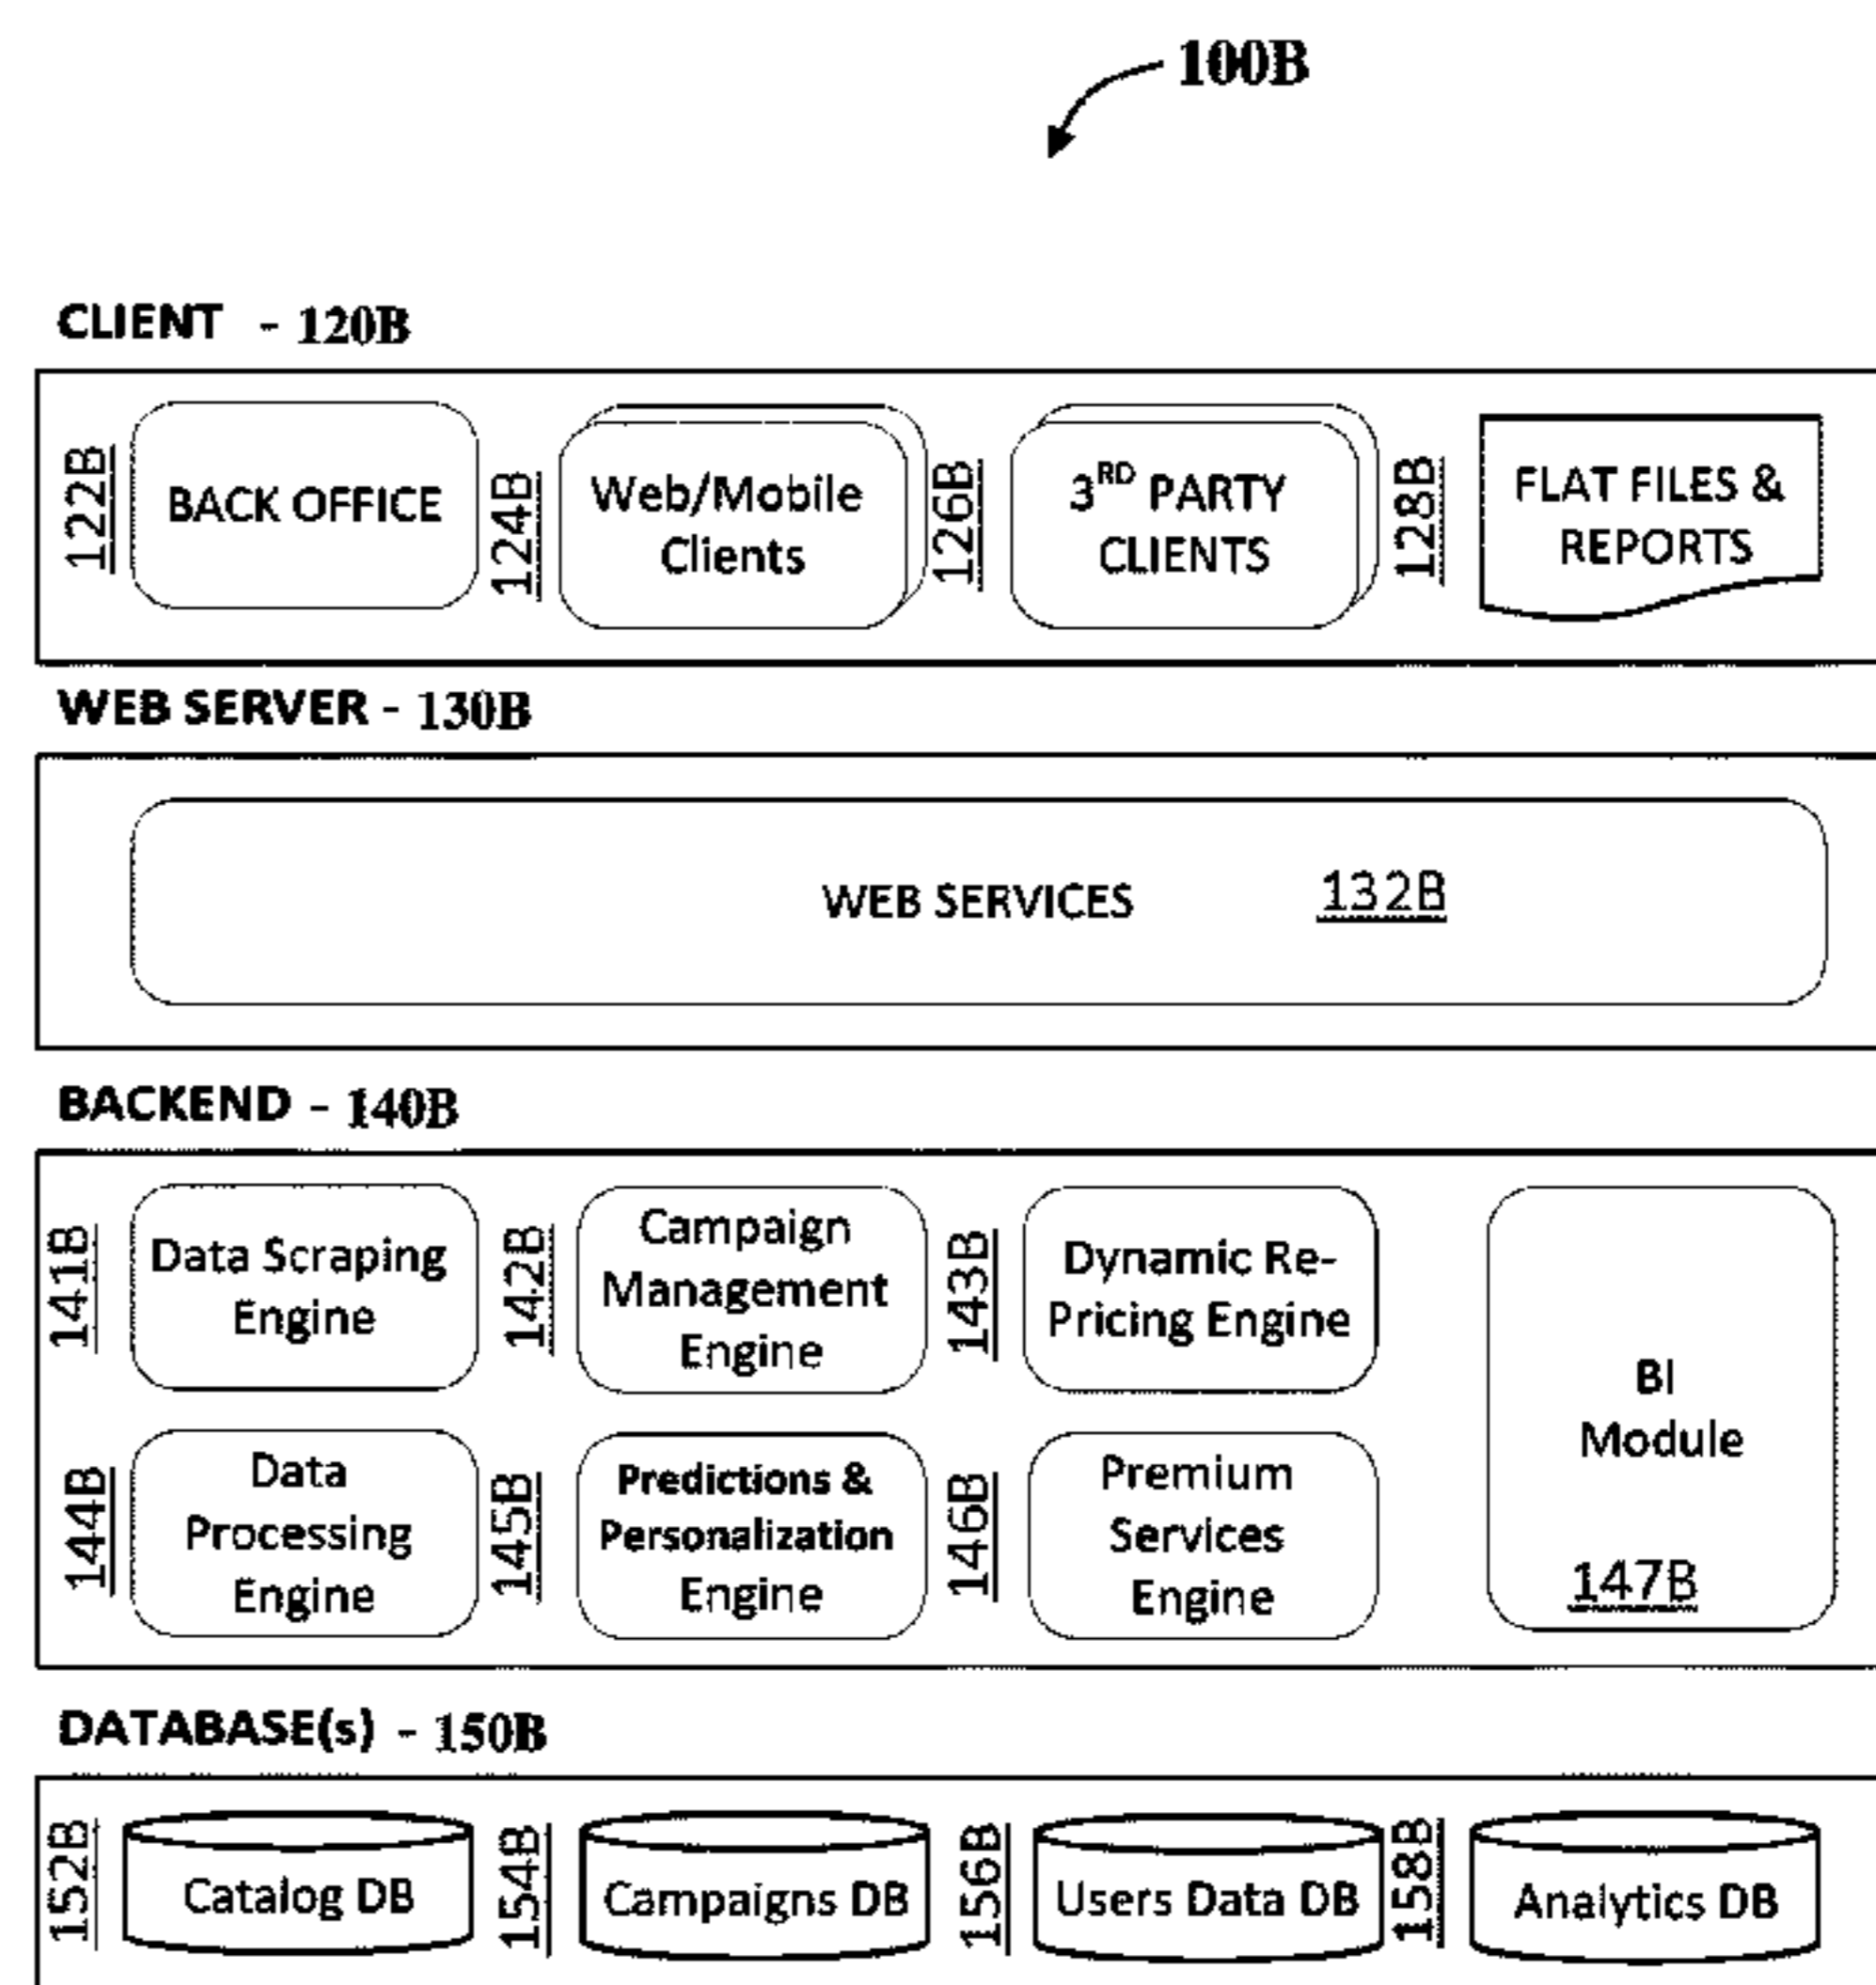 100B
CLIENT - 120B
122B
BACK OFFICE
124B
Web/Mobile
Clients
126B
3RD PARTY
CLIENTS
128B
FLAT FILES &
REPORTS
WEB SERVER - 130B
WEB SERVICES 132B
BACKEND - 140B
141B
Data Scraping
Engine
142B
Campaign
Management
Engine
143B
Dynamic Re-
Pricing Engine
BI
Module
147B
144B
Data
Processing
Engine
145B
Predictions &
Personalization
Engine
146B
Premium
Services
Engine
DATABASE(s) - 150B
152B
Catalog DB
154B
Campaigns DB
156B
Users Data DB
158B
Analytics DB